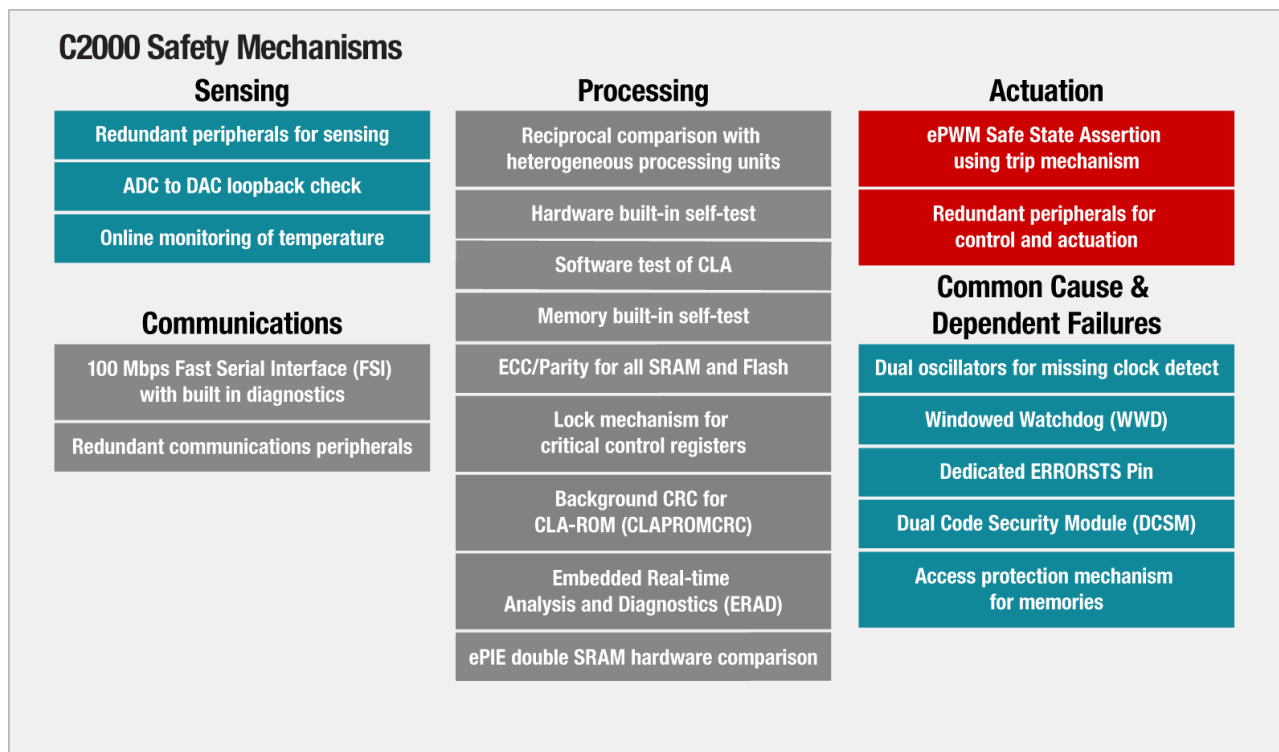 C2000 Safety Mechanisms
Sensing
Redundant peripherals for sensing
ADC to DAC loopback check
Online monitoring of temperature
Communications
100 Mbps Fast Serial Interface (FSI)
with built in diagnostics
Redundant communications peripherals
Processing
Reciprocal comparison with
heterogeneous processing units
Hardware built-in self-test
Software test of CLA
Memory built-in self-test
ECC/Parity for all SRAM and Flash
Lock mechanism for
critical control registers
Background CRC for
CLA-ROM (CLAPROMCRC)
Embedded Real-time
Analysis and Diagnostics (ERAD)
ePIE double SRAM hardware comparison
Actuation
ePWM Safe State Assertion
using trip mechanism
Redundant peripherals for
control and actuation
Common Cause &
Dependent Failures
Dual oscillators for missing clock detect
Windowed Watchdog (WWD)
Dedicated ERRORSTS Pin
Dual Code Security Module (DCSM)
Access protection mechanism
for memories